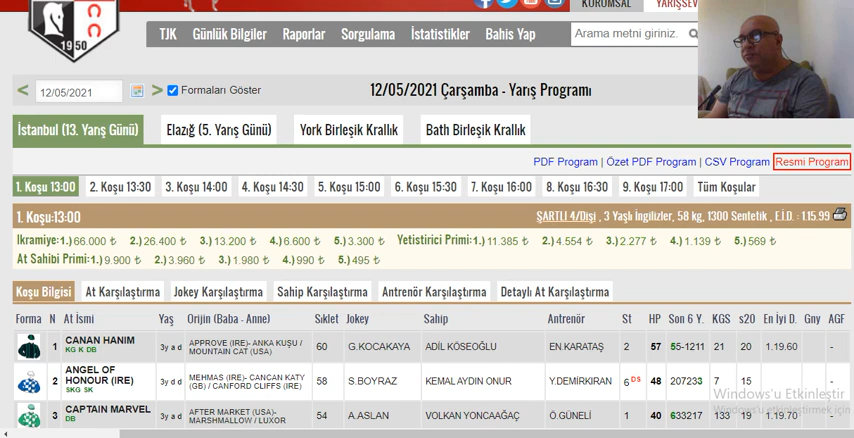 KURUMSAL YARIŞSEV
1950
TJK Günlük Bilgiler Raporlar Sorgulama İstatistikler Bahis Yap Arama metni giriniz.
12/05/2021 Formaları Göster 12/05/2021 Çarşamba - Yarış Programı
İstanbul (13. Yarış Günü) Elazığ (5. Yarış Günü) York Birleşik Krallık Bath Birleşik Krallık
PDF Program | Özet PDF Program | CSV Program Resmi Program
1. Koşu 13:00 2. Koşu 13:30 3. Koşu 14:00 4. Koşu 14:30 5. Koşu 15:00 6. Koşu 15:30 7. Koşu 16:00 8. Koşu 16:30 9. Koşu 17:00 Tüm Koşular
1. Koşu:13:00 ŞARTLI 4/Dişi , 3 Yaşlı İngilizler, 58 kg, 1300 Sentetik , E.İ.D. : 1.15.99
Ikramiye:1.) 66.000 ₺ 2.) 26.400 ₺ 3.) 13.200 ₺ 4.) 6.600 ₺ 5.) 3.300 ₺ Yetistirici Primi:1.) 11.385 ₺ 2.) 4.554 ₺ 3.) 2.277 ₺ 4.) 1.139 ₺ 5.) 569 ₺
At Sahibi Primi:1.) 9.900 ₺ 2.) 3.960 ₺ 3.) 1.980 ₺ 4.) 990 ₺ 5.) 495 ₺
Koşu Bilgisi At Karşılaştırma Jokey Karşılaştırma Sahip Karşılaştırma Antrenör Karşılaştırma Detaylı At Karşılaştırma
Forma N At İsmi Yaş Orijin (Baba - Anne) Sıklet Jokey Sahip Antrenör St HP Son 6 Y. KGS s20 En İyi D. Gny AGF
1 CANAN HANIM 3y a d APPROVE (IRE)- ANKA KUŞU / 60 G.KOCAKAYA ADİL KÖSEOĞLU EN.KARATAŞ 2 57 55-1211 21 20 1.19.60 -
KG K DB MOUNTAIN CAT (USA)
2 ANGEL OF HONOUR (IRE) 3y d d MEHMAS (IRE)- CANCAN KATY 58 S.BOYRAZ KEMAL AYDIN ONUR Y.DEMİRKIRAN 6 DS 48 207233 7 15 -
SKG SK (GB) / CANFORD CLIFFS (IRE)
3 CAPTAIN MARVEL 3y a d AFTER MARKET (USA)- 54 A.ASLAN VOLKAN YONCAAĞAÇ Ö.GÜNELİ 1 40 633217 133 19 1.19.70 -
DB MARSHMALLOW / LUXOR
Windows'u Etkinleştir
Windows'u etkinleştirmek için